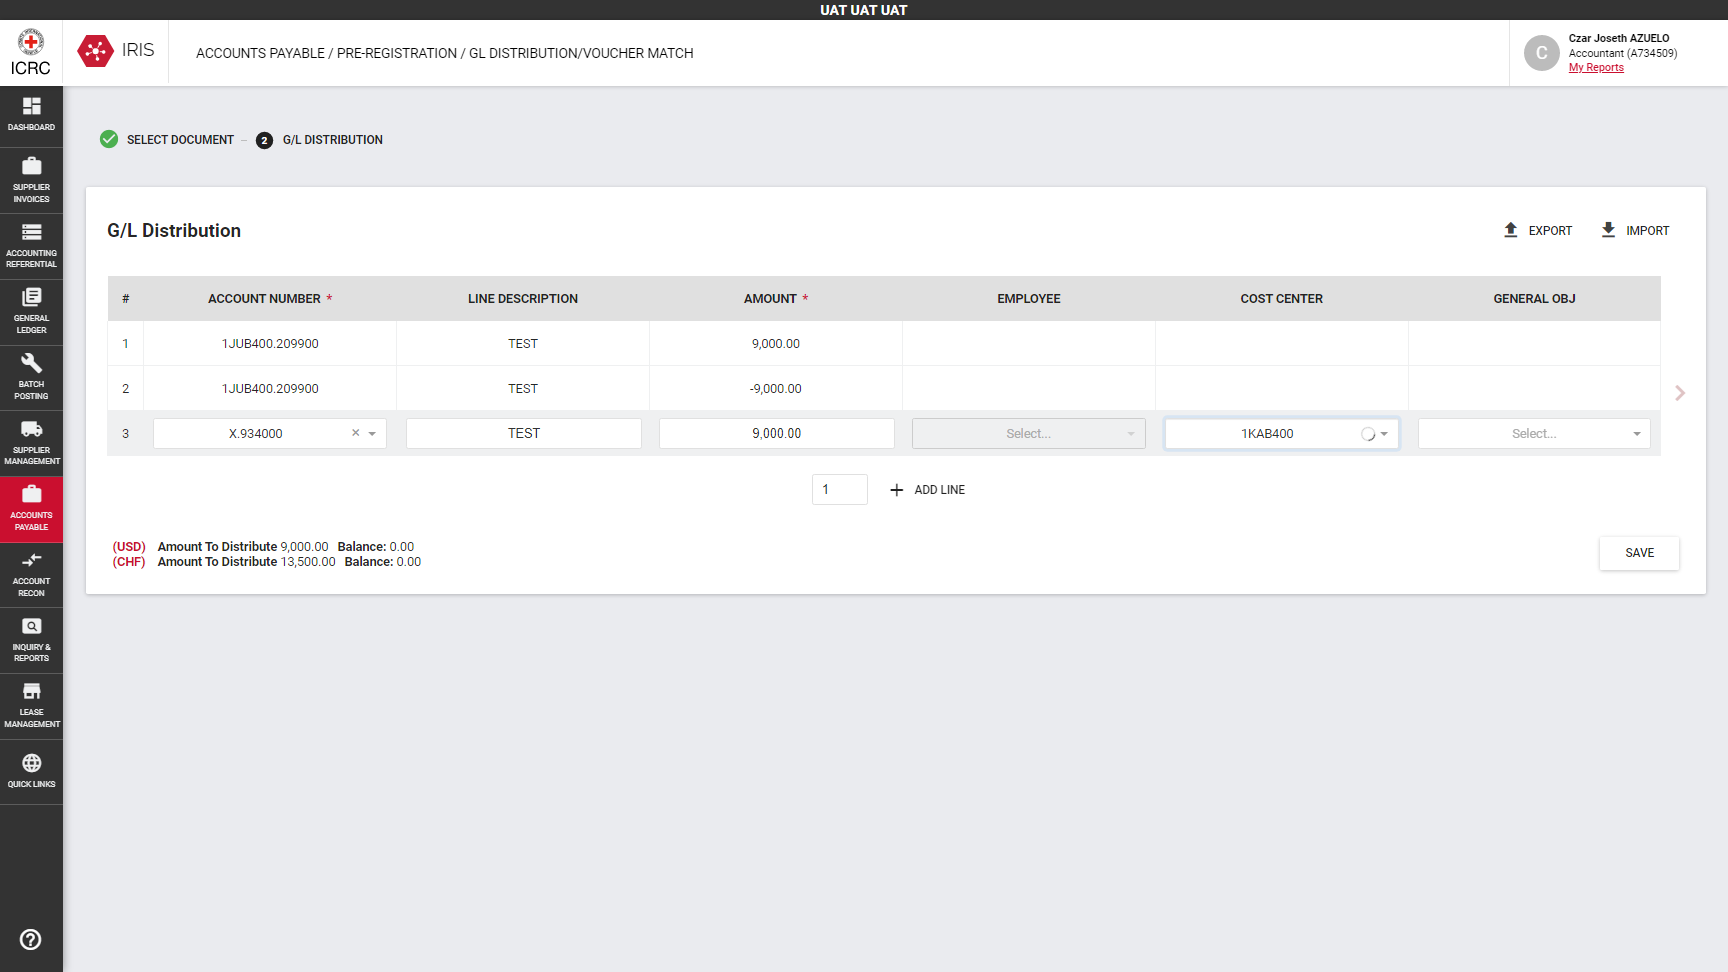 UAT UAT UAT
ICRC
IRIS
ACCOUNTS PAYABLE / PRE-REGISTRATION / GL DISTRIBUTION/VOUCHER MATCH
C
Czar Joseth AZUELO
Accountant (A734509)
My Reports
DASHBOARD
SUPPLIER
INVOICES
ACCOUNTING
REFERENTIAL
GENERAL
LEDGER
BATCH
POSTING
SUPPLIER
MANAGEMENT
ACCOUNTS
PAYABLE
ACCOUNT
RECON
INQUIRY &
REPORTS
LEASE
MANAGEMENT
QUICK LINKS
SELECT DOCUMENT
2 G/L DISTRIBUTION
G/L Distribution
EXPORT
IMPORT
# ACCOUNT NUMBER * LINE DESCRIPTION AMOUNT * EMPLOYEE COST CENTER GENERAL OBJ
1 1JUB400.209900 TEST 9,000.00
2 1JUB400.209900 TEST -9,000.00
3 X.934000 TEST 9,000.00 Select... 1KAB400 Select...
1 ADD LINE
(USD) Amount To Distribute 9,000.00 Balance: 0.00
(CHF) Amount To Distribute 13,500.00 Balance: 0.00
SAVE